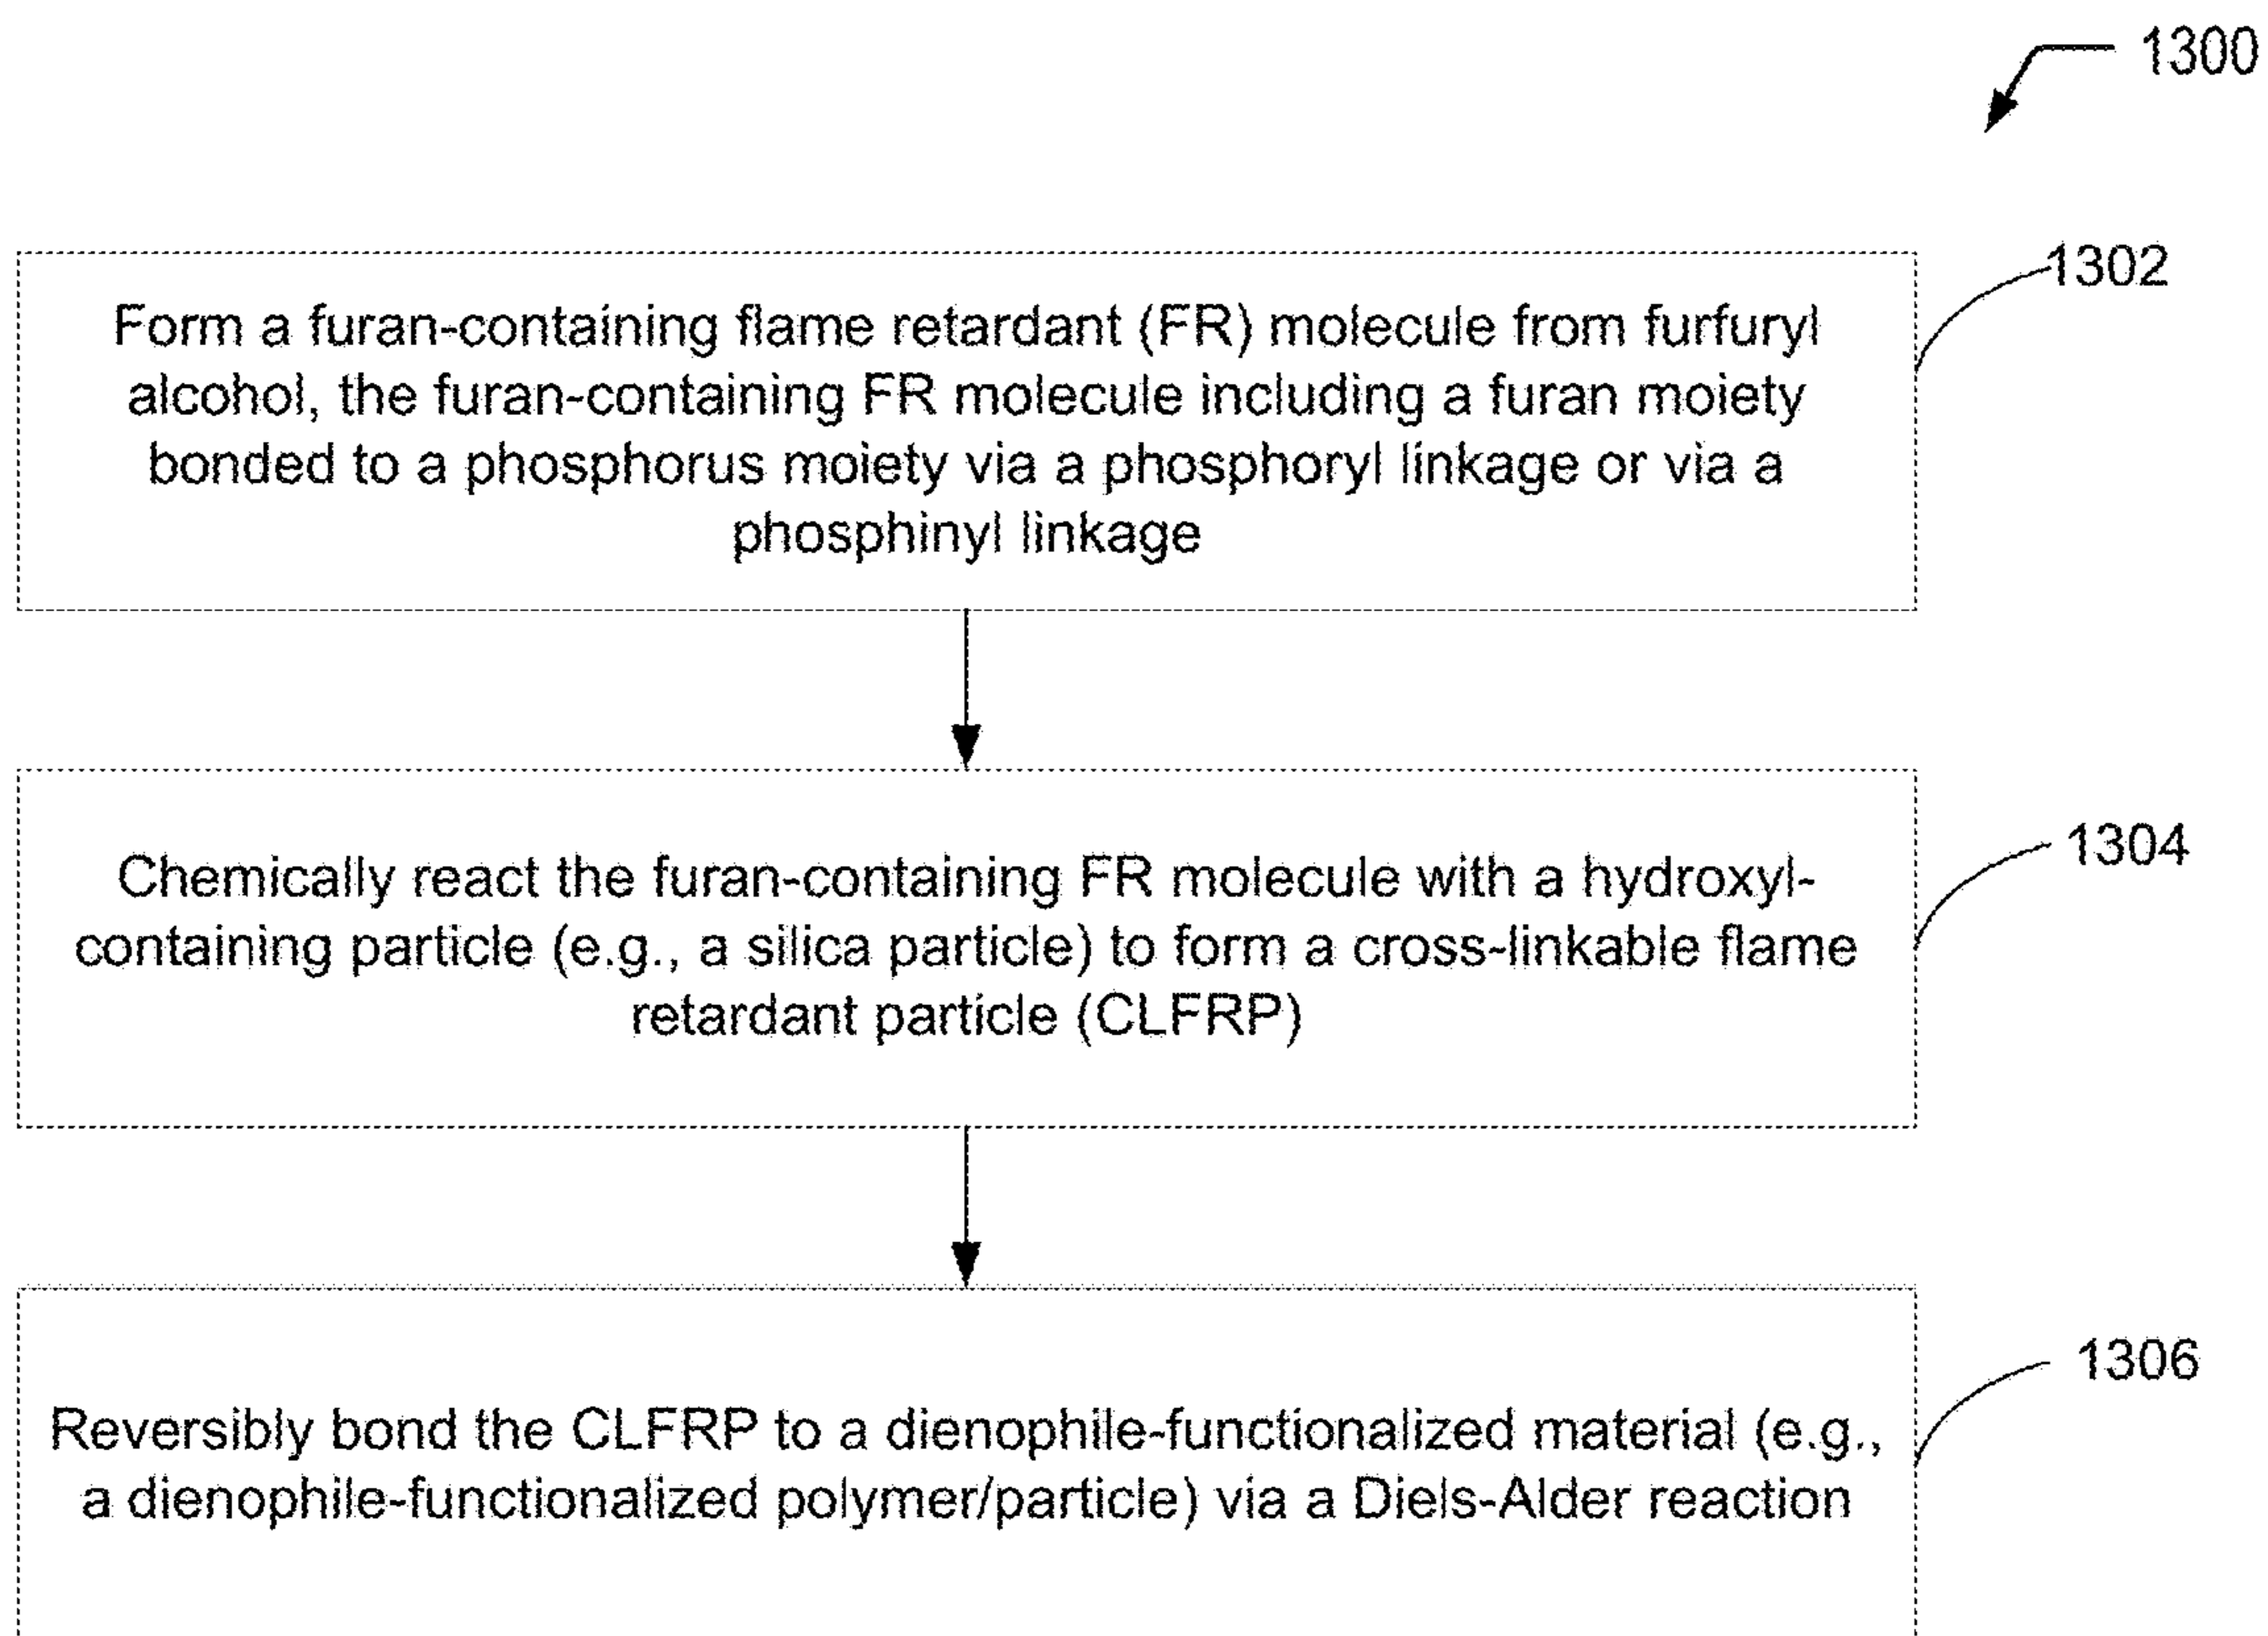 1300
1302
Form a furan-containing flame retardant (FR) molecule from furfuryl
alcohol, the furan-containing FR molecule including a furan moiety
bonded to a phosphorus moiety via a phosphoryl linkage or via a
phosphinyl linkage
1304
Chemically react the furan-containing FR molecule with a hydroxyl-
containing particle (e.g., a silica particle) to form a cross-linkable flame
retardant particle (CLFRP)
1306
Reversibly bond the CLFRP to a dienophile-functionalized material (e.g.,
a dienophile-functionalized polymer/particle) via a Diels-Alder reaction